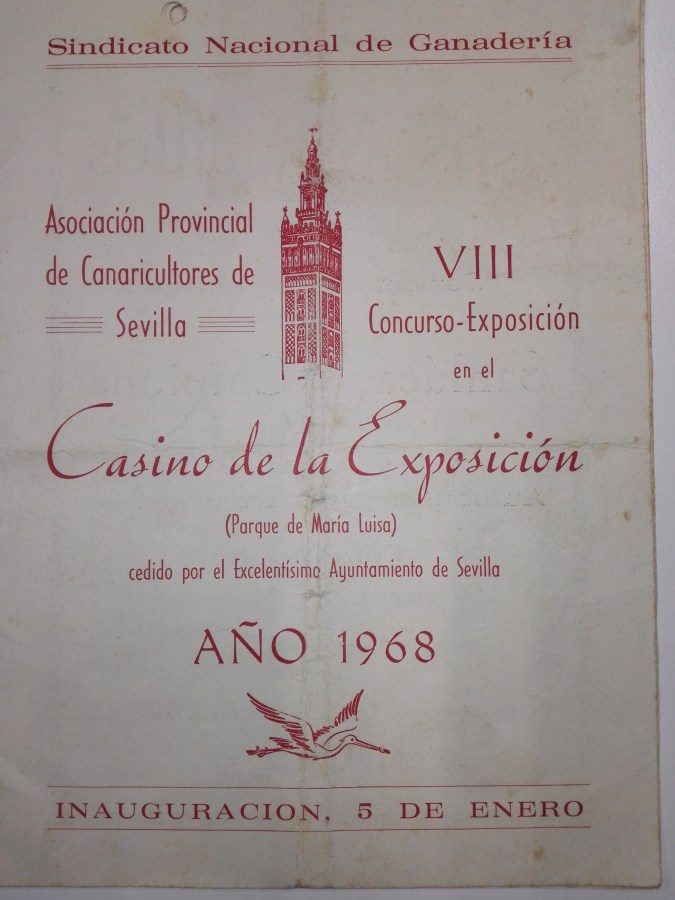 Sindicato Nacional de Ganadería
Asociación Provincial
de Canaricultores de
Sevilla
VIII
Concurso-Exposición
en el
Casino de la Exposición
(Parque de María Luisa)
cedido por el Excelentísimo Ayuntamiento de Sevilla
AÑO 1968
INAUGURACION, 5 DE ENERO